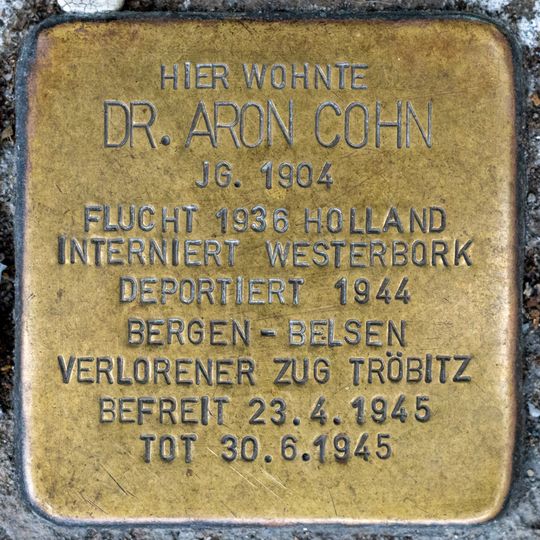 HIER WOHNTE
DR. ARON COHN
JG. 1904
FLUCHT 1936 HOLLAND
INTERNIERT WESTERBORK
DEPORTIERT 1944
BERGEN - BELSEN
VERLORENER ZUG TRÖBITZ
BEFREIT 23.4.1945
TOT 30.6.1945